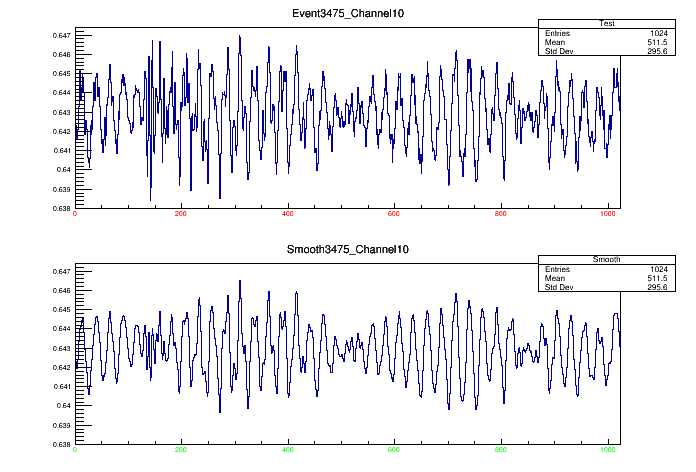 Event3475_Channel10
Test
Entries 1024
Mean 511.5
Std Dev 295.6
0.647
0.646
0.645
0.644
0.643
0.642
0.641
0.64
0.639
0.638
0 200 400 600 800 1000
Smooth3475_Channel10
Smooth
Entries 1024
Mean 511.5
Std Dev 295.6
0.647
0.646
0.645
0.644
0.643
0.642
0.641
0.64
0.639
0.638
0 200 400 600 800 1000